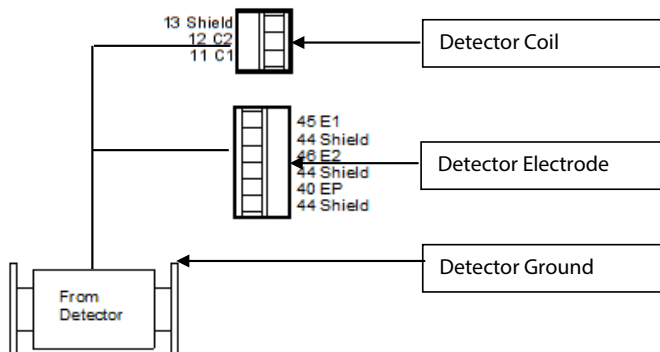 13 Shield
12 C2
11 C1
Detector Coil
45 E1
44 Shield
46 E2
44 Shield
40 EP
44 Shield
Detector Electrode
Detector Ground
From
Detector